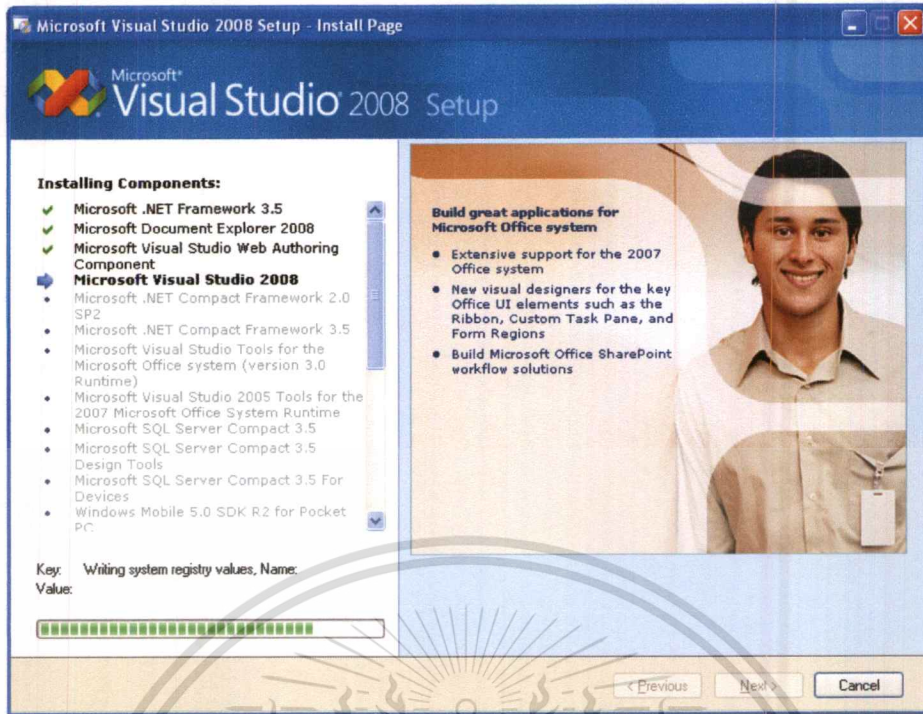 Microsoft Visual Studio 2008 Setup - Install Page
Microsoft®
Visual Studio® 2008 Setup
Installing Components:
Microsoft .NET Framework 3.5
Microsoft Document Explorer 2008
Microsoft Visual Studio Web Authoring
Component
Microsoft Visual Studio 2008
Microsoft .NET Compact Framework 2.0
SP2
Microsoft .NET Compact Framework 3.5
Microsoft Visual Studio Tools for the
Microsoft Office system (version 3.0
Runtime)
Microsoft Visual Studio 2005 Tools for the
2007 Microsoft Office System Runtime
Microsoft SQL Server Compact 3.5
Microsoft SQL Server Compact 3.5
Design Tools
Microsoft SQL Server Compact 3.5 For
Devices
Windows Mobile 5.0 SDK R2 for Pocket
PC
Key: Writing system registry values, Name:
Value:
Build great applications for
Microsoft Office system
• Extensive support for the 2007
Office system
• New visual designers for the key
Office UI elements such as the
Ribbon, Custom Task Pane, and
Form Regions
• Build Microsoft Office SharePoint
workflow solutions
< Previous
Next >
Cancel